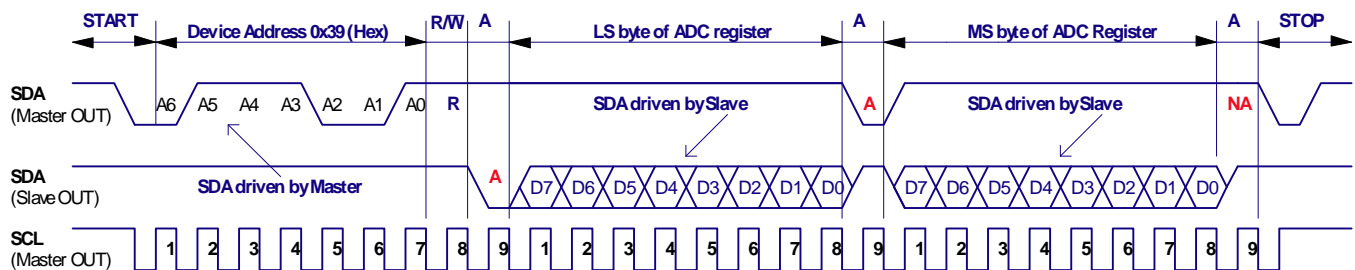 START Device Address 0x39 (Hex) R/W A LS byte of ADC register A MS byte of ADC Register A STOP
SDA (Master OUT) A6 A5 A4 A3 A2 A1 A0 R SDA driven by Slave A SDA driven by Slave NA
SDA (Slave OUT) SDA driven by Master A D7 D6 D5 D4 D3 D2 D1 D0 D7 D6 D5 D4 D3 D2 D1 D0
SCL (Master OUT) 1 2 3 4 5 6 7 8 9 1 2 3 4 5 6 7 8 9 1 2 3 4 5 6 7 8 9